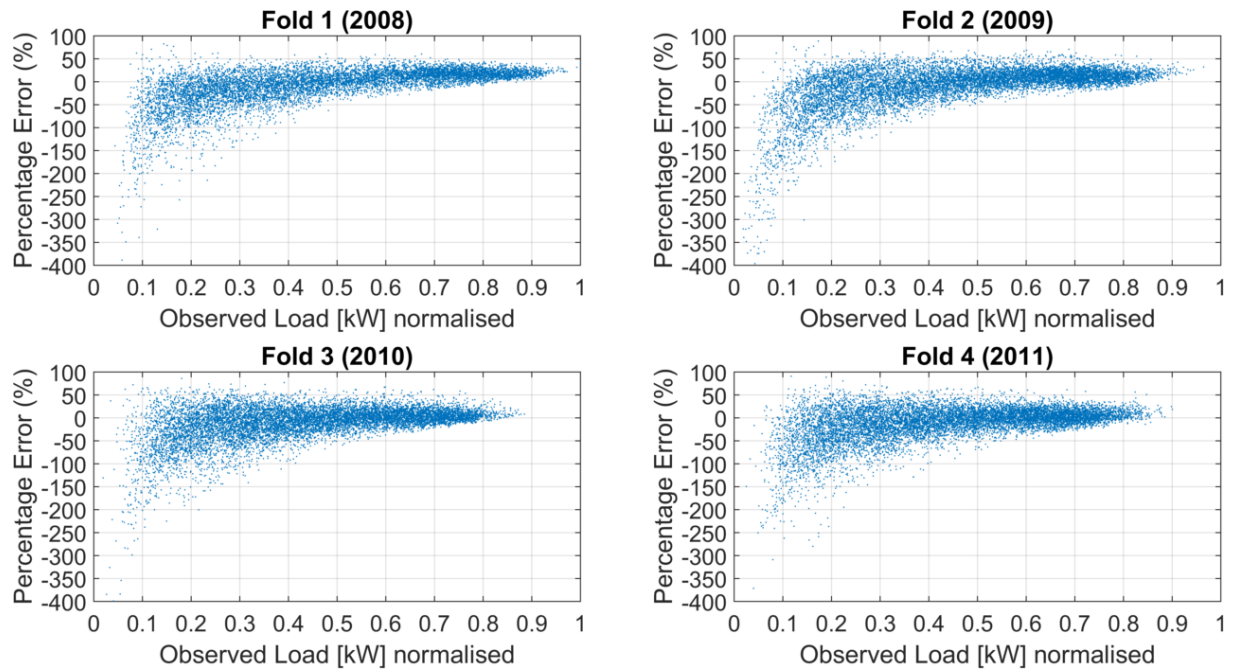 Fold 1 (2008)
Percentage Error (%)
100
50
0
-50
-100
-150
-200
-250
-300
-350
-400
0 0.1 0.2 0.3 0.4 0.5 0.6 0.7 0.8 0.9 1
Observed Load [kW] normalised
Fold 2 (2009)
Percentage Error (%)
100
50
0
-50
-100
-150
-200
-250
-300
-350
-400
0 0.1 0.2 0.3 0.4 0.5 0.6 0.7 0.8 0.9 1
Observed Load [kW] normalised
Fold 3 (2010)
Percentage Error (%)
100
50
0
-50
-100
-150
-200
-250
-300
-350
-400
0 0.1 0.2 0.3 0.4 0.5 0.6 0.7 0.8 0.9 1
Observed Load [kW] normalised
Fold 4 (2011)
Percentage Error (%)
100
50
0
-50
-100
-150
-200
-250
-300
-350
-400
0 0.1 0.2 0.3 0.4 0.5 0.6 0.7 0.8 0.9 1
Observed Load [kW] normalised